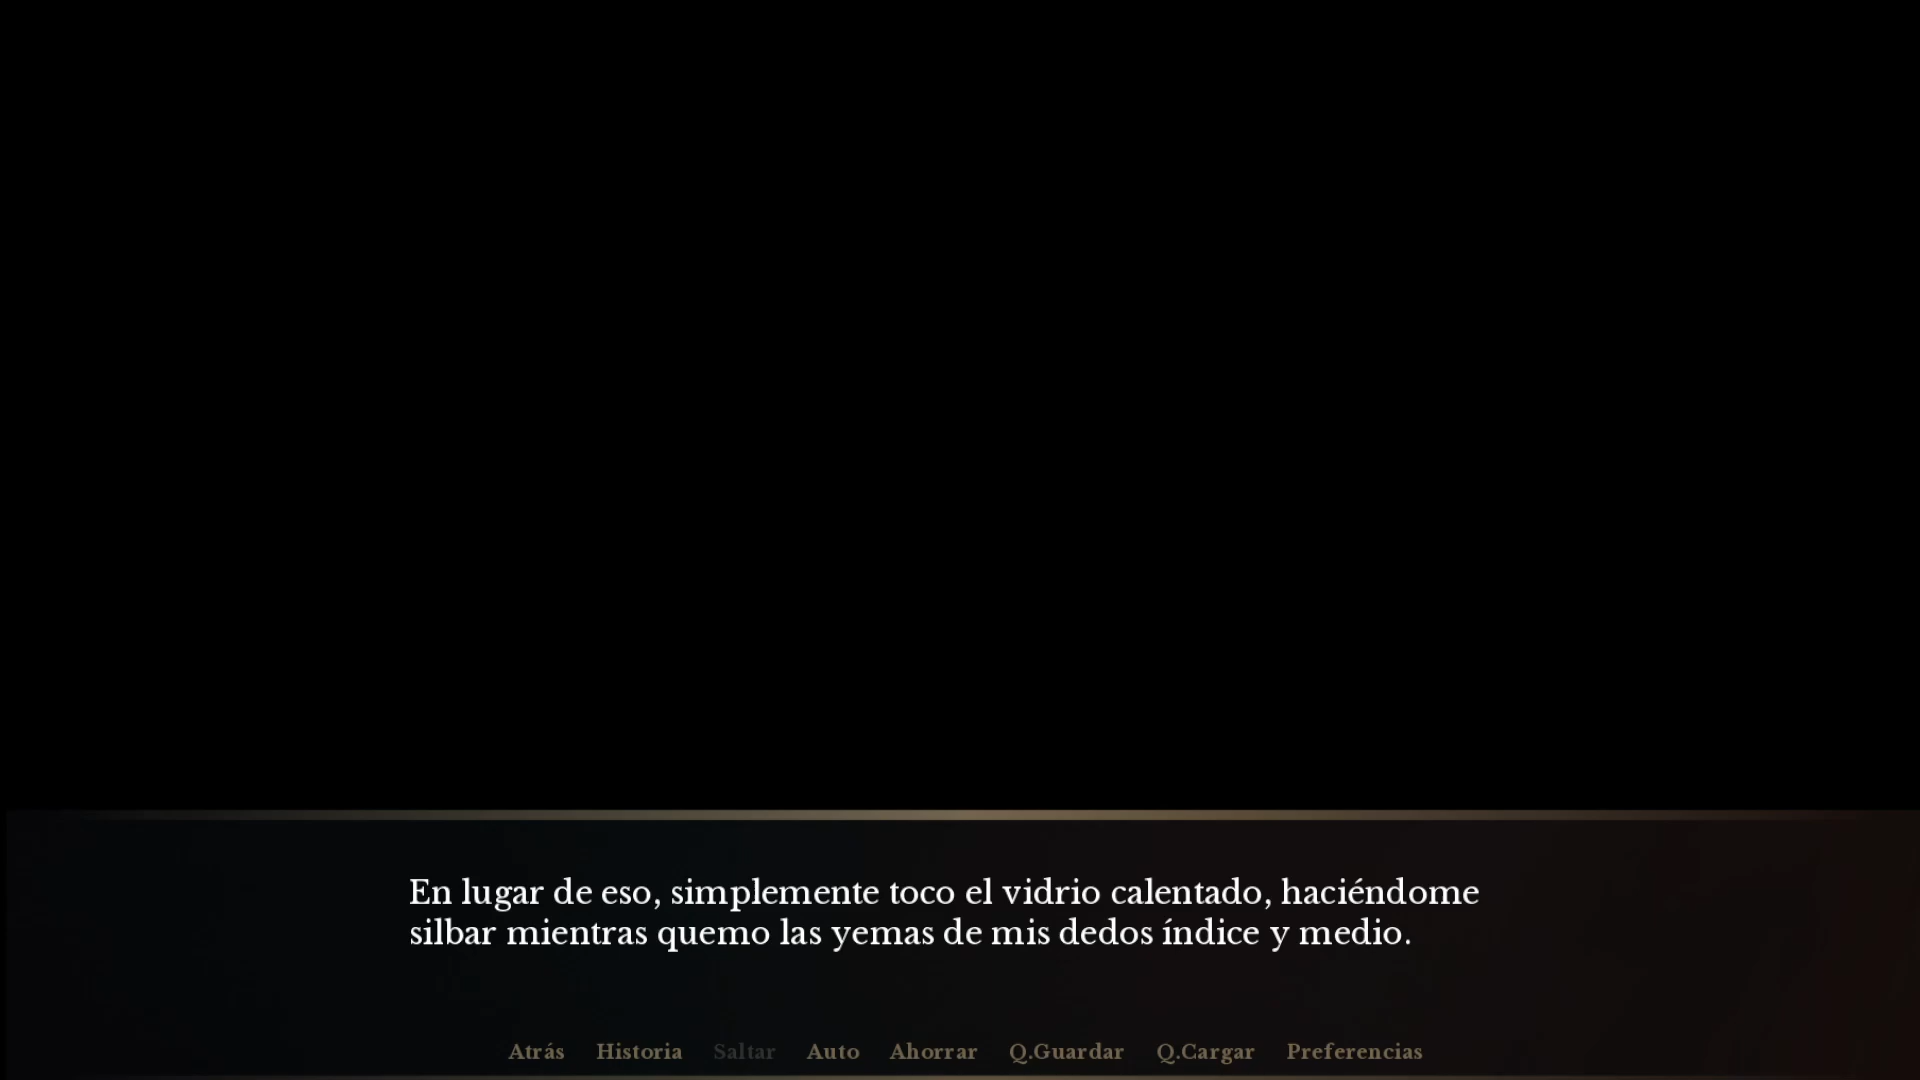 En lugar de eso, simplemente toco el vidrio calentado, haciéndome
silbar mientras quemo las yemas de mis dedos índice y medio.
Atrás Historia Saltar Auto Ahorrar Q.Guardar Q.Cargar Preferencias